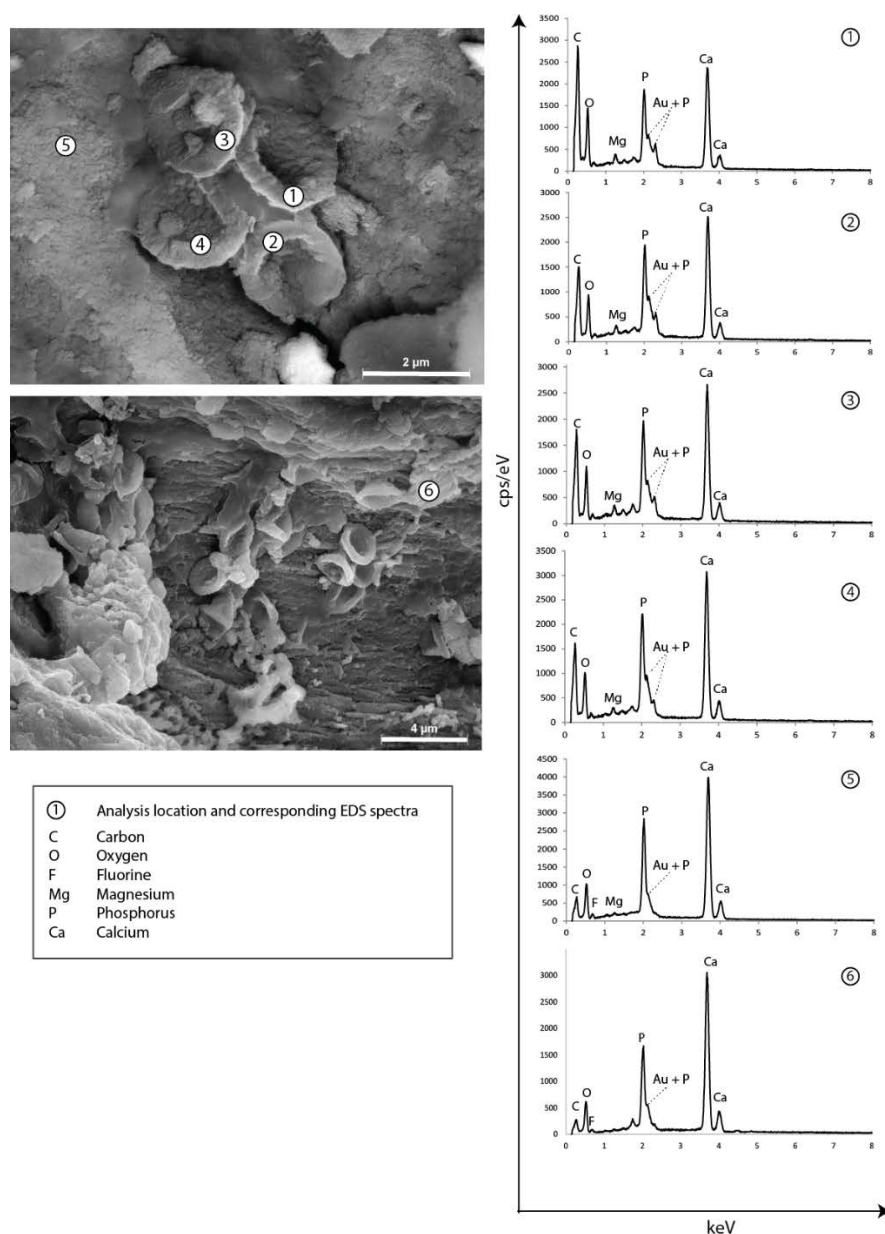 5
3
1
4
2
2 µm
6
4 µm
① Analysis location and corresponding EDS spectra
C Carbon
O Oxygen
F Fluorine
Mg Magnesium
P Phosphorus
Ca Calcium
cps/eV
3500
3000
2500
2000
1500
1000
500
0
C
O
Mg
P
Au + P
Ca
Ca
①
0 1 2 3 4 5 6 7 8
3000
2500
2000
1500
1000
500
0
C
O
Mg
P
Au + P
Ca
Ca
②
0 1 2 3 4 5 6 7 8
3000
2500
2000
1500
1000
500
0
C
O
Mg
P
Au + P
Ca
Ca
③
0 1 2 3 4 5 6 7 8
3500
3000
2500
2000
1500
1000
500
0
C
O
Mg
P
Au + P
Ca
Ca
④
0 1 2 3 4 5 6 7 8
4500
4000
3500
3000
2500
2000
1500
1000
500
0
C
O
F
Mg
P
Au + P
Ca
Ca
⑤
0 1 2 3 4 5 6 7 8
3000
2500
2000
1500
1000
500
0
C
O
F
P
Au + P
Ca
Ca
⑥
0 1 2 3 4 5 6 7 8
keV